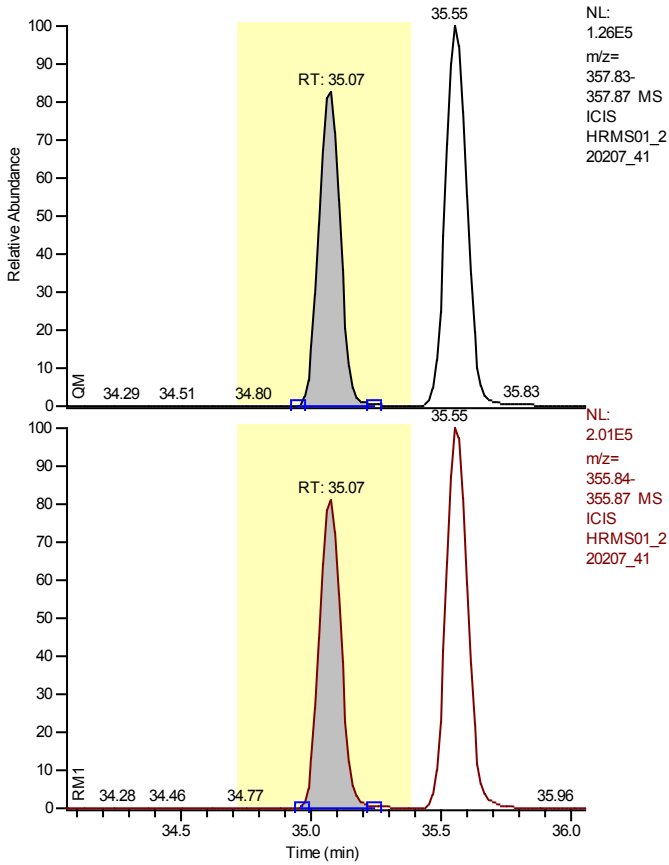 35.55
NL:
1.26E5
m/z=
357.83-
357.87 MS
ICIS
HRMS01_2
20207_41
RT: 35.07
100
90
80
70
60
50
40
30
20
10
0
Relative Abundance
QM
34.29 34.51 34.80 35.83
35.55
NL:
2.01E5
m/z=
355.84-
355.87 MS
ICIS
HRMS01_2
20207_41
RT: 35.07
100
90
80
70
60
50
40
30
20
10
0
RM1
34.28 34.46 34.77 35.96
34.5 35.0 35.5 36.0
Time (min)